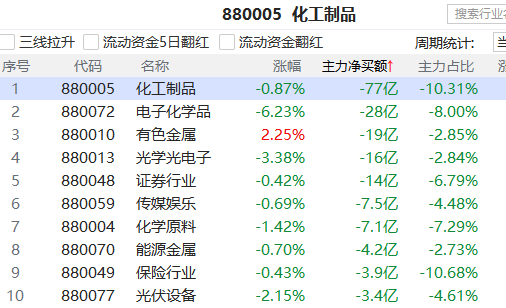 880005 化工制品
搜索行业名
三线拉升 流动资金5日翻红 流动资金翻红 周期统计:
序号 代码 名称 涨幅 主力净买额↑ 主力占比
1 880005 化工制品 -0.87% -77亿 -10.31%
2 880072 电子化学品 -6.23% -28亿 -8.00%
3 880010 有色金属 2.25% -19亿 -2.85%
4 880013 光学光电子 -3.38% -16亿 -2.84%
5 880048 证券行业 -0.42% -14亿 -6.79%
6 880059 传媒娱乐 -0.69% -7.5亿 -4.48%
7 880004 化学原料 -1.42% -7.1亿 -7.29%
8 880070 能源金属 -0.70% -4.2亿 -2.73%
9 880049 保险行业 -0.43% -3.9亿 -10.68%
10 880077 光伏设备 -2.15% -3.4亿 -4.61%